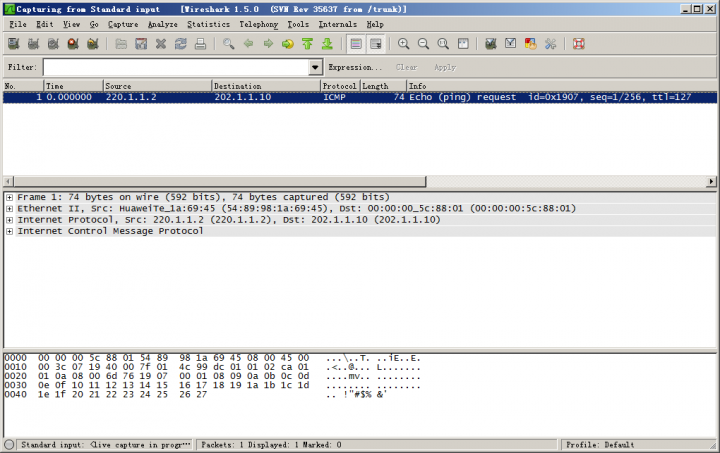 Capturing from Standard input    [Wireshark 1.5.0  (SVN Rev 35637 from /trunk)]
File Edit View Go Capture Analyze Statistics Telephony Tools Internals Help
Filter: Expression... Clear Apply
No. Time Source Destination Protocol Length Info
1 0.000000 220.1.1.2 202.1.1.10 ICMP 74 Echo (ping) request  id=0x1907, seq=1/256, ttl=127
Frame 1: 74 bytes on wire (592 bits), 74 bytes captured (592 bits)
Ethernet II, Src: HuaweiTe_1a:69:45 (54:89:98:1a:69:45), Dst: 00:00:00_5c:88:01 (00:00:00:5c:88:01)
Internet Protocol, Src: 220.1.1.2 (220.1.1.2), Dst: 202.1.1.10 (202.1.1.10)
Internet Control Message Protocol
0000  00 00 00 5c 88 01 54 89  98 1a 69 45 08 00 45 00   ...\..T. ..iE..E.
0010  00 3c 07 19 40 00 7f 01  4c 99 dc 01 01 02 ca 01   .<..@... L.......
0020  01 0a 08 00 6d 76 19 07  00 01 08 09 0a 0b 0c 0d   ....mv.. ........
0030  0e 0f 10 11 12 13 14 15  16 17 18 19 1a 1b 1c 1d   ........ ........
0040  1e 1f 20 21 22 23 24 25  26 27   .. !"#$% &'
Standard input: <live capture in progr... Packets: 1 Displayed: 1 Marked: 0 Profile: Default